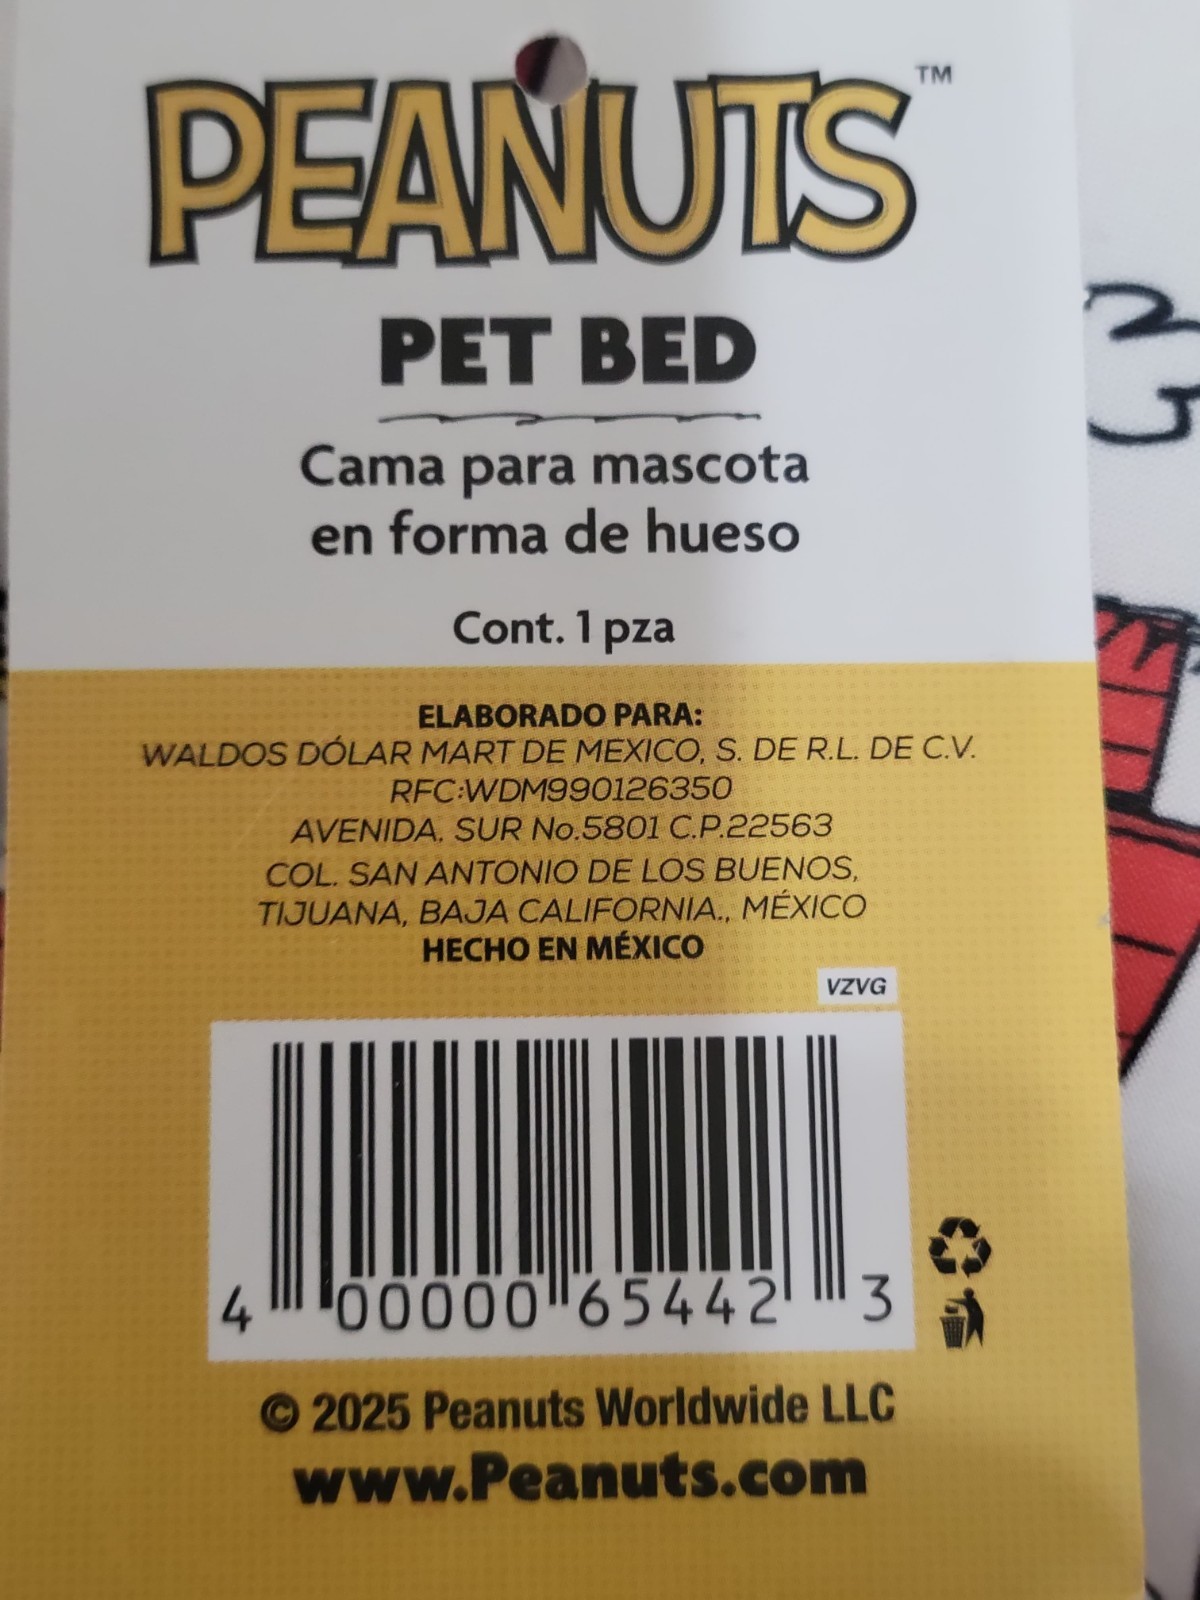 PEANUTS™
PET BED
Cama para mascota
en forma de hueso
Cont. 1 pza
ELABORADO PARA:
WALDOS DÓLAR MART DE MEXICO, S. DE R.L. DE C.V.
RFC:WDM990126350
AVENIDA. SUR No.5801 C.P.22563
COL. SAN ANTONIO DE LOS BUENOS,
TIJUANA, BAJA CALIFORNIA., MÉXICO
HECHO EN MÉXICO
VZVG
4 00000 65442 3
© 2025 Peanuts Worldwide LLC
www.Peanuts.com